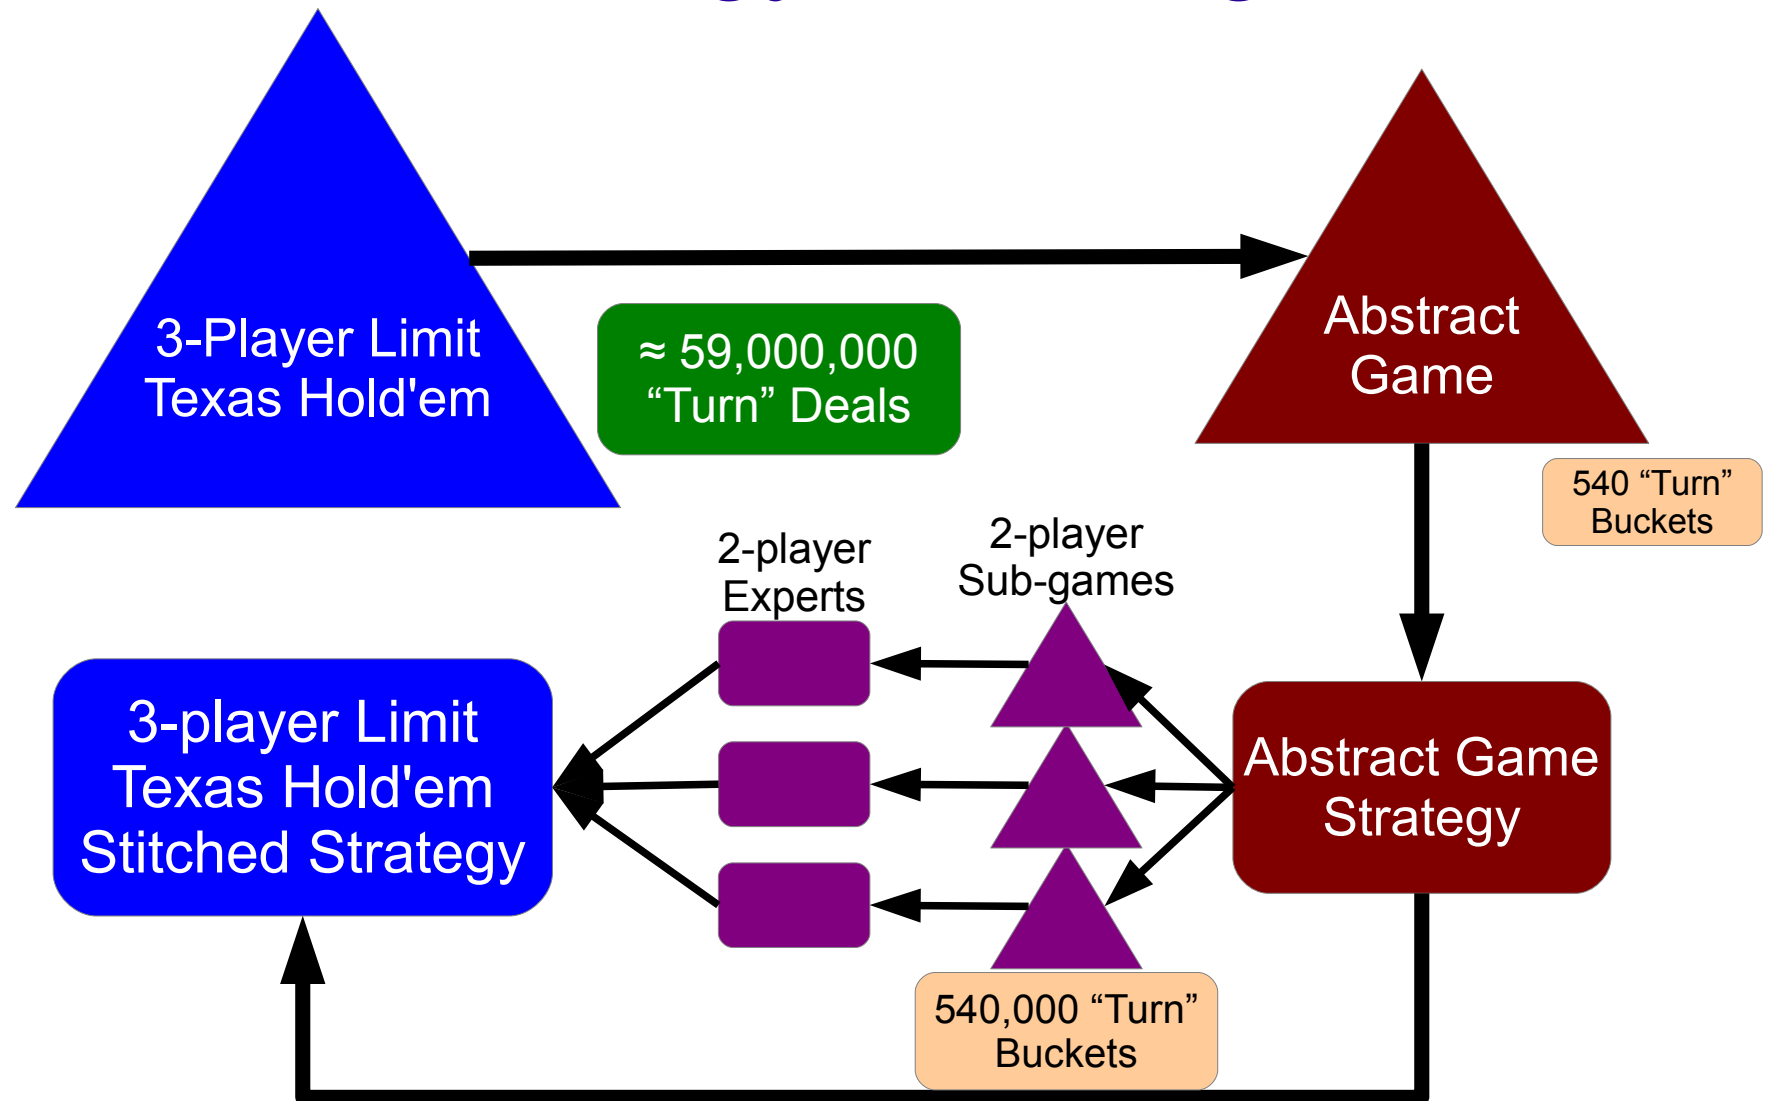 3-Player Limit
Texas Hold'em
≈ 59,000,000
“Turn” Deals
Abstract
Game
540 “Turn”
Buckets
2-player
Experts
2-player
Sub-games
3-player Limit
Texas Hold'em
Stitched Strategy
Abstract Game
Strategy
540,000 “Turn”
Buckets